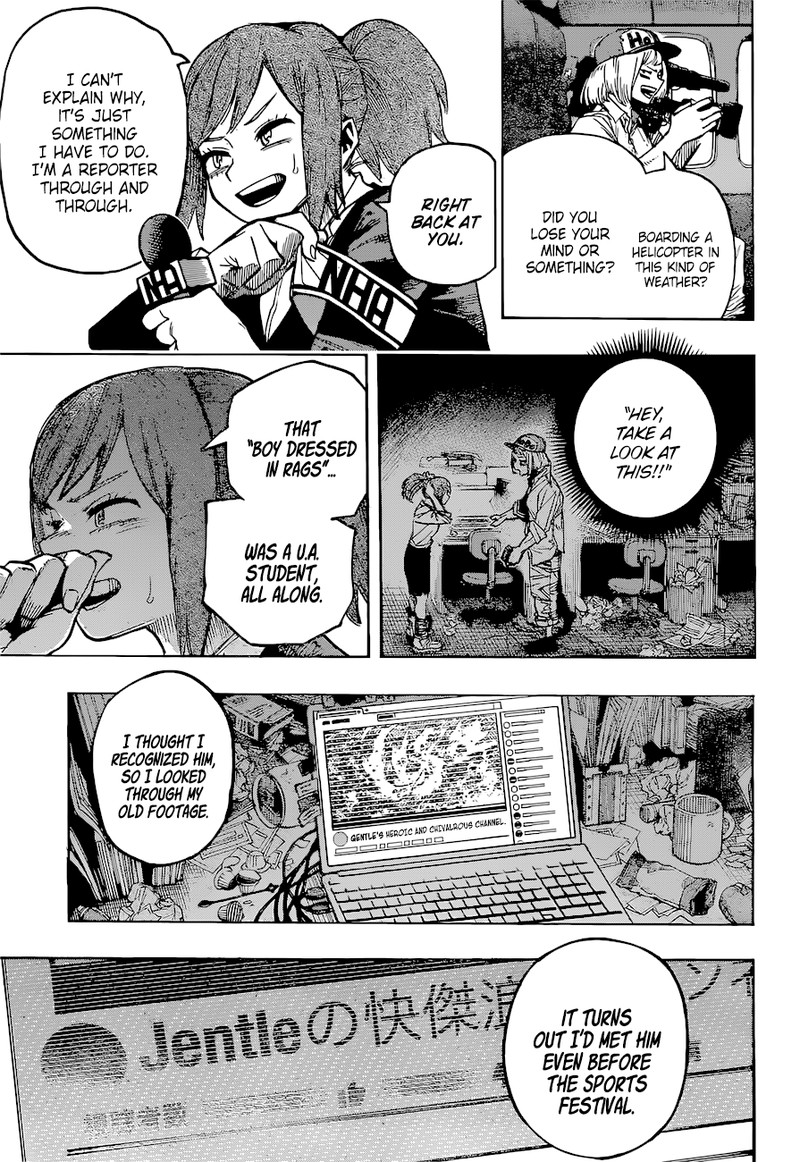 Ha
BOARDING A
HELICOPTER IN
THIS KIND OF
WEATHER?
DID YOU
LOSE YOUR
MIND OR
SOMETHING?
RIGHT
BACK AT
YOU.
I CAN'T
EXPLAIN WHY,
IT'S JUST
SOMETHING
I HAVE TO DO.
I'M A REPORTER
THROUGH AND
THROUGH.
NHA
NHA
"HEY,
TAKE A
LOOK AT
THIS!!"
THAT
"BOY DRESSED
IN RAGS"...
WAS A U.A.
STUDENT,
ALL ALONG.
I THOUGHT I
RECOGNIZED HIM,
SO I LOOKED
THROUGH MY
OLD FOOTAGE.
GENTLE'S HEROIC AND CHIVALROUS CHANNEL.
IT TURNS
OUT I'D MET HIM
EVEN BEFORE
THE SPORTS
FESTIVAL.
Jentleの快傑浪